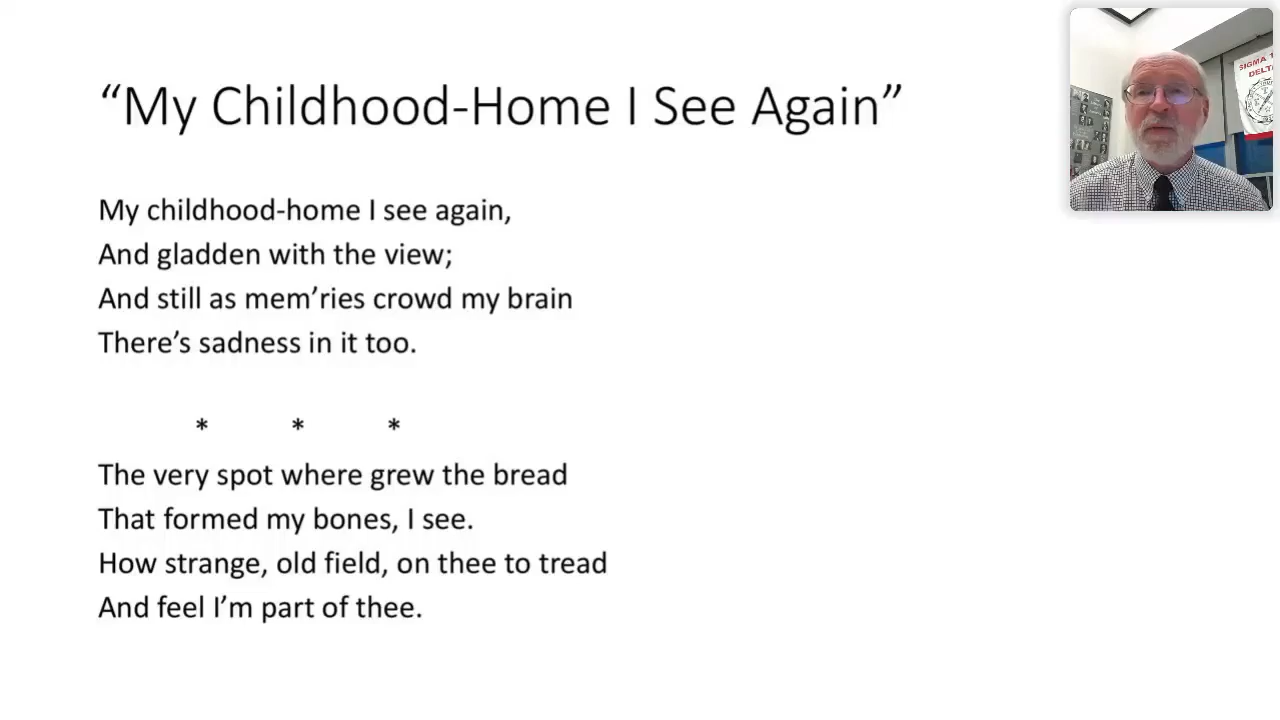 “My Childhood-Home I See Again”
My childhood-home I see again,
And gladden with the view;
And still as mem’ries crowd my brain
There’s sadness in it too.
* * *
The very spot where grew the bread
That formed my bones, I see.
How strange, old field, on thee to tread
And feel I’m part of thee.
SIGMA
DELT